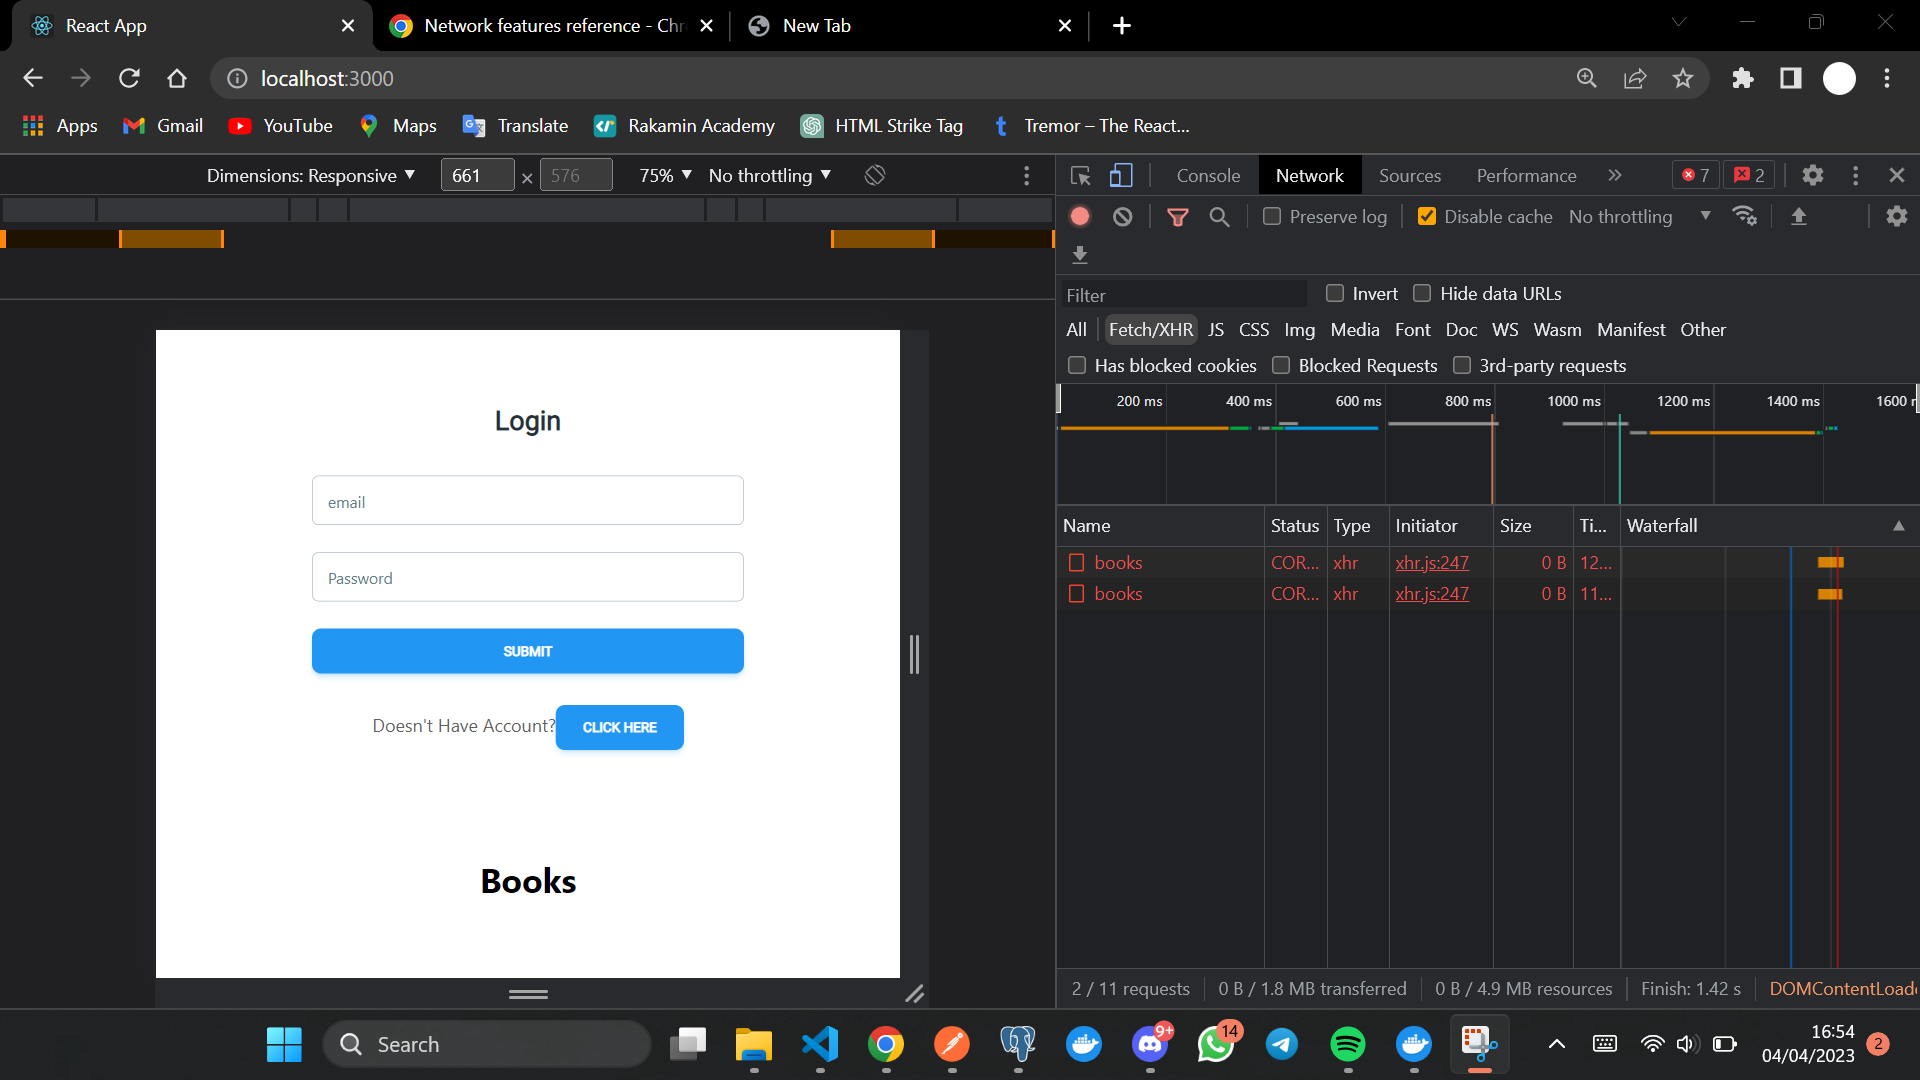 React App
Network features reference - Chr
New Tab
localhost:3000
Apps
Gmail
YouTube
Maps
Translate
Rakamin Academy
HTML Strike Tag
Tremor – The React...
Dimensions: Responsive ▼ 661 × 576 75% ▼ No throttling ▼
Console Network Sources Performance » 7 2
Preserve log Disable cache No throttling ▼
Filter Invert Hide data URLs
All Fetch/XHR JS CSS Img Media Font Doc WS Wasm Manifest Other
Has blocked cookies Blocked Requests 3rd-party requests
200 ms 400 ms 600 ms 800 ms 1000 ms 1200 ms 1400 ms 1600 r
Name Status Type Initiator Size Ti... Waterfall ▲
books COR... xhr xhr.js:247 0 B 12...
books COR... xhr xhr.js:247 0 B 11...
2 / 11 requests 0 B / 1.8 MB transferred 0 B / 4.9 MB resources Finish: 1.42 s DOMContentLoad
Login
email
Password
SUBMIT
Doesn't Have Account? CLICK HERE
Books
Search
9+
14
16:54
04/04/2023
2